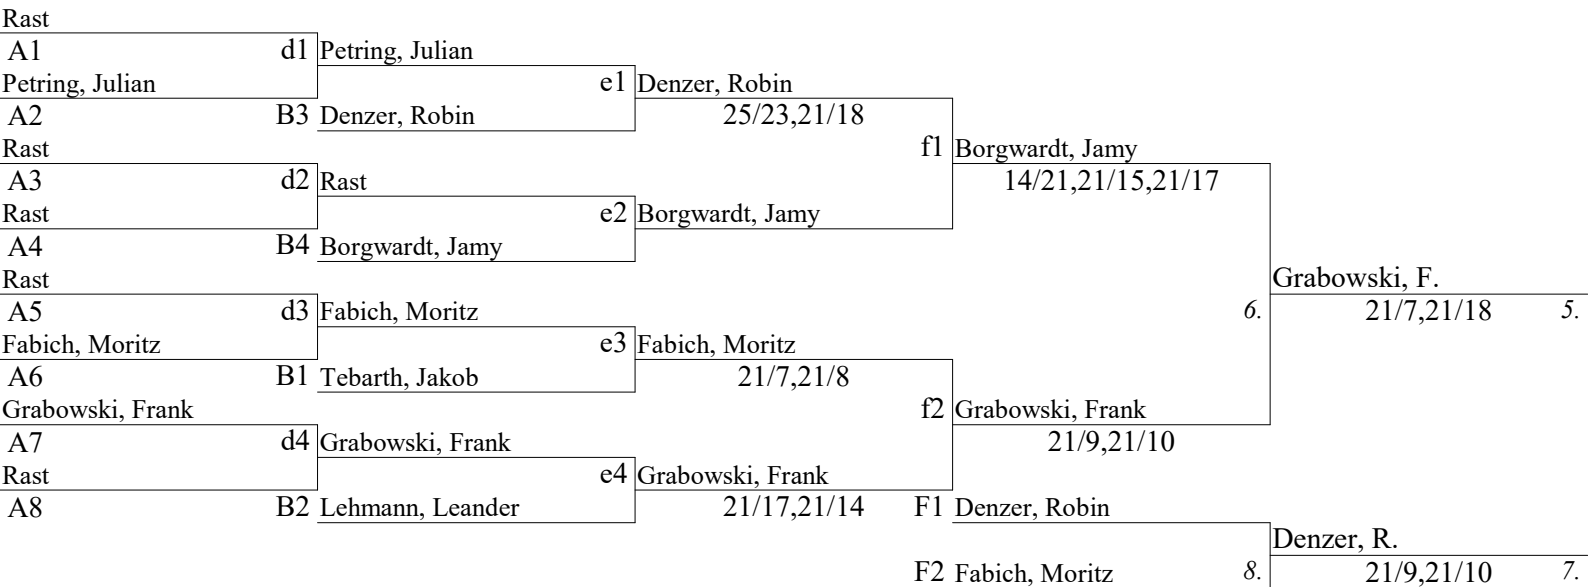 Rast
A1 d1 Petring, Julian
Petring, Julian e1 Denzer, Robin
A2 B3 Denzer, Robin 25/23,21/18
Rast f1 Borgwardt, Jamy
A3 d2 Rast 14/21,21/15,21/17
Rast e2 Borgwardt, Jamy
A4 B4 Borgwardt, Jamy
Rast Grabowski, F.
A5 d3 Fabich, Moritz 6. 21/7,21/18 5.
Fabich, Moritz e3 Fabich, Moritz
A6 B1 Tebarth, Jakob 21/7,21/8
Grabowski, Frank f2 Grabowski, Frank
A7 d4 Grabowski, Frank 21/9,21/10
Rast e4 Grabowski, Frank
A8 B2 Lehmann, Leander 21/17,21/14 F1 Denzer, Robin
Denzer, R.
F2 Fabich, Moritz 8. 21/9,21/10 7.